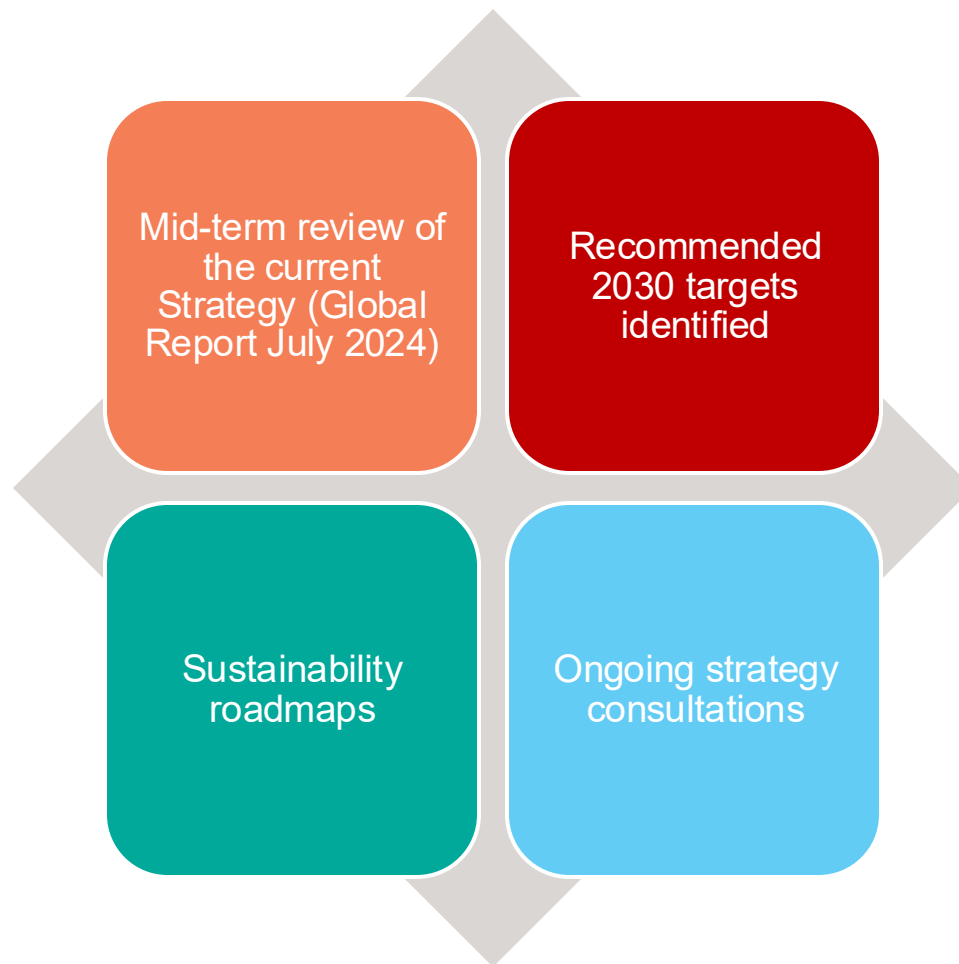 Mid-term review of
the current
Strategy (Global
Report July 2024)
Recommended
2030 targets
identified
Sustainability
roadmaps
Ongoing strategy
consultations